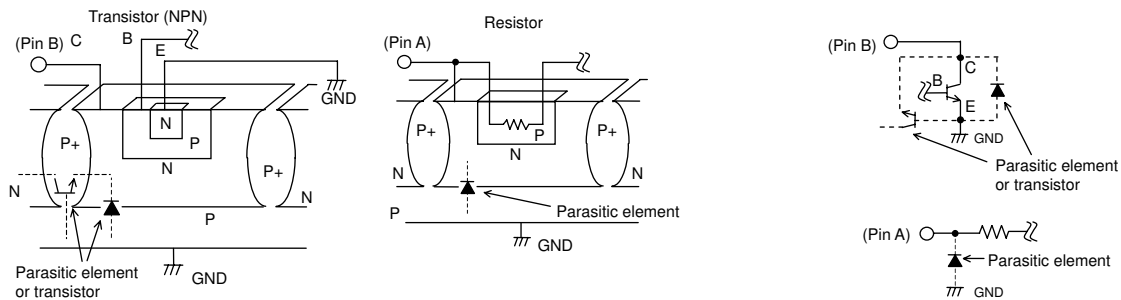 Transistor (NPN)
(Pin B)
C
B
E
GND
P+
N
P
N
P+
N
N
P
GND
Parasitic element
or transistor
Resistor
(Pin A)
P+
P
N
P+
N
N
Parasitic element
P
GND
(Pin B)
C
B
E
GND
Parasitic element
or transistor
(Pin A)
Parasitic element
GND